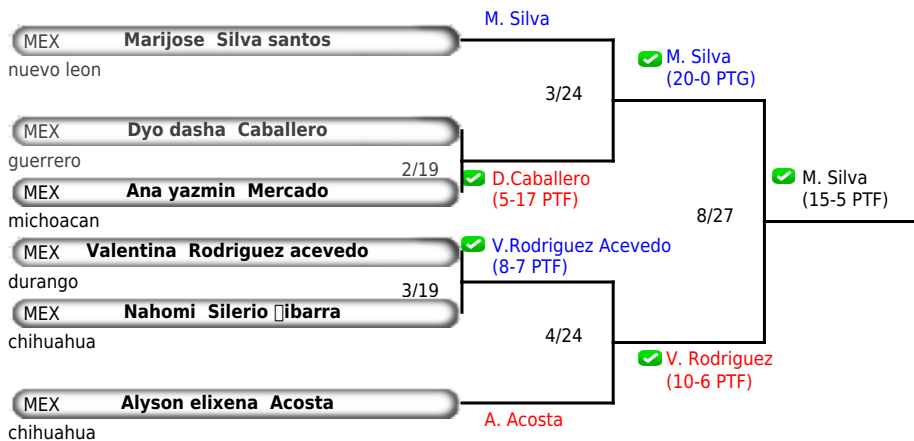 M. Silva
MEX Marijose Silva santos
nuevo leon
M. Silva
(20-0 PTG)
3/24
MEX Dyo dasha Caballero
guerrero
2/19
MEX Ana yazmin Mercado
michoacan
D.Caballero
(5-17 PTF)
M. Silva
(15-5 PTF)
8/27
MEX Valentina Rodriguez acevedo
durango
V.Rodriguez Acevedo
(8-7 PTF)
3/19
MEX Nahomi Silerio ▯ibarra
chihuahua
4/24
V. Rodriguez
(10-6 PTF)
MEX Alyson elixena Acosta
chihuahua
A. Acosta